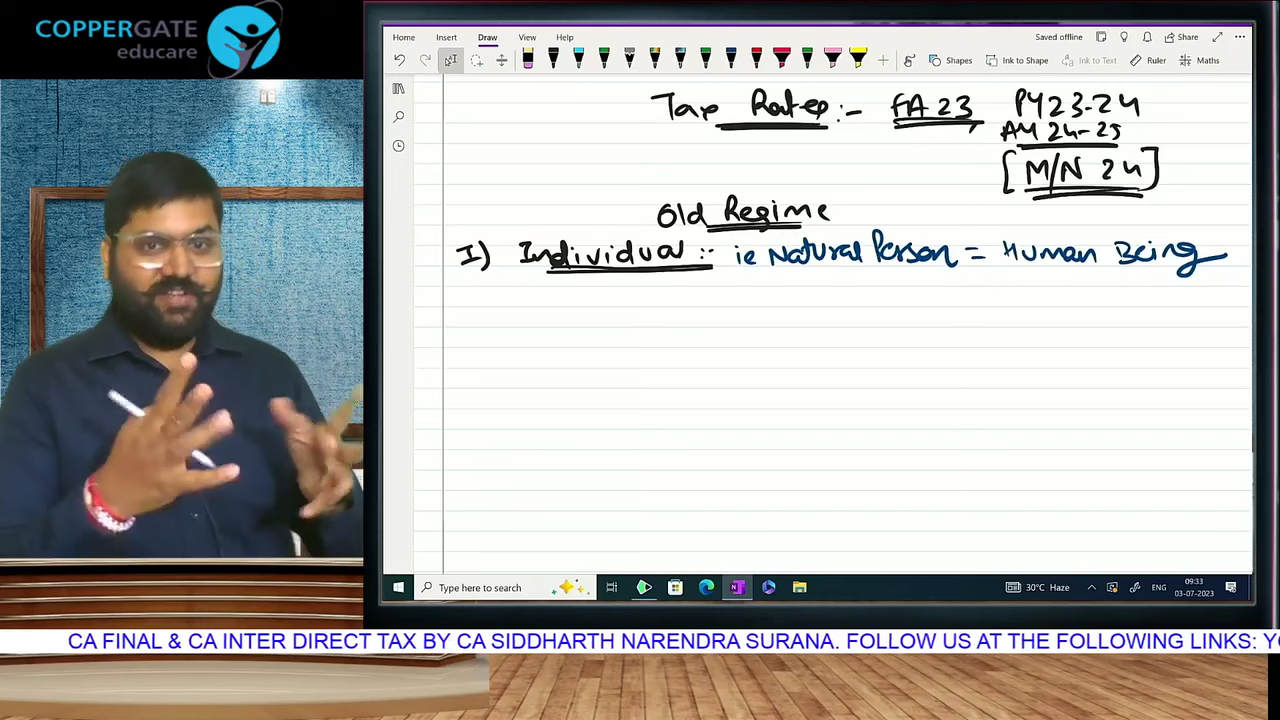 COPPERGATE
educare
Home Insert Draw View Help
Saved offline Share
Shapes Ink to Shape Ink to Text Ruler Maths
Tax Rates:- FA 23 PY 23-24
AY 24-25
[M/N 24]
Old Regime
I) Individual :- ie Natural Person = Human Being
Type here to search
30°C Haze ENG 09:33
03-07-2023
CA FINAL & CA INTER DIRECT TAX BY CA SIDDHARTH NARENDRA SURANA. FOLLOW US AT THE FOLLOWING LINKS: YO